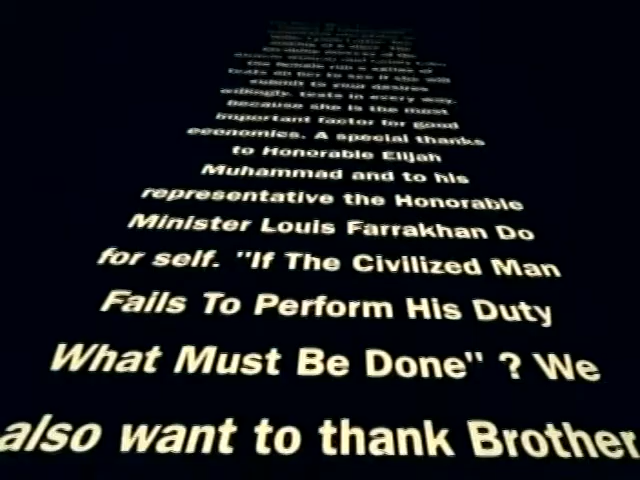 the female run a series of
tests on her to see if she will
submit to your desires
willingly. tests in every way.
because she is the most
important factor for good
economics. A special thanks
to Honorable Elijah
Muhammad and to his
representative the Honorable
Minister Louis Farrakhan Do
for self. "If The Civilized Man
Fails To Perform His Duty
What Must Be Done" ? We
also want to thank Brother